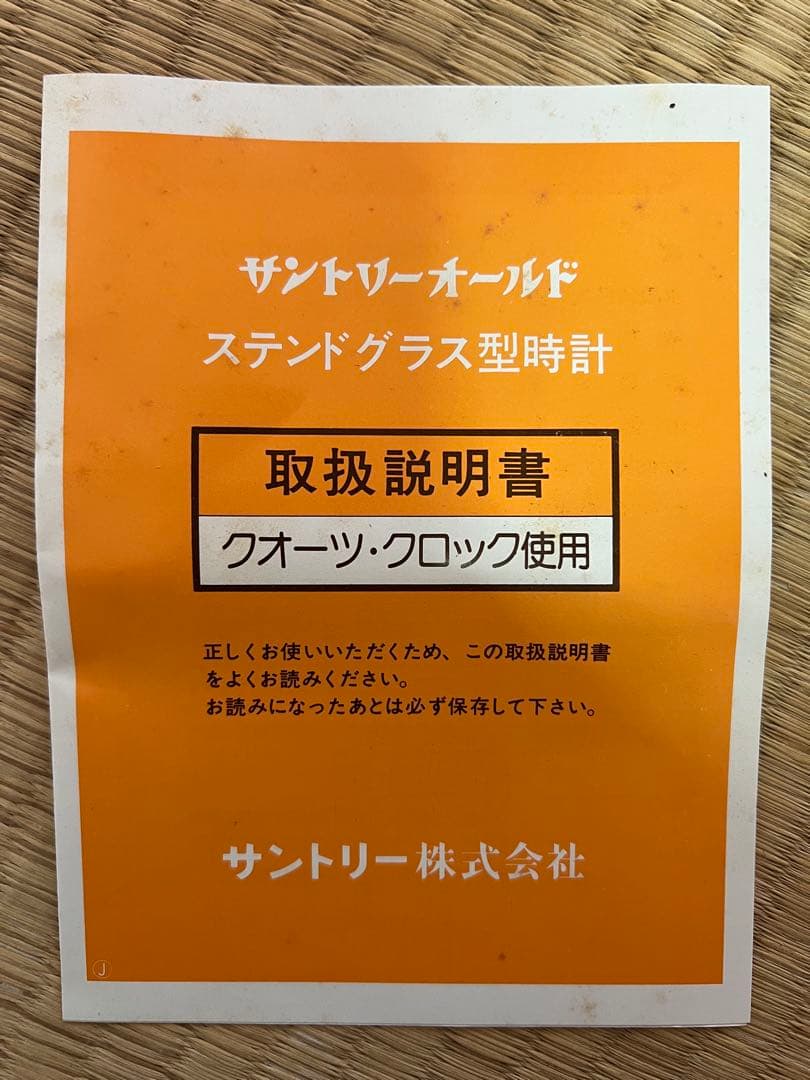 サントリーオールド
ステンドグラス型時計
取扱説明書
クオーツ・クロック使用
正しくお使いいただくため、この取扱説明書
をよくお読みください。
お読みになったあとは必ず保存して下さい。
サントリー株式会社
Ⓙ